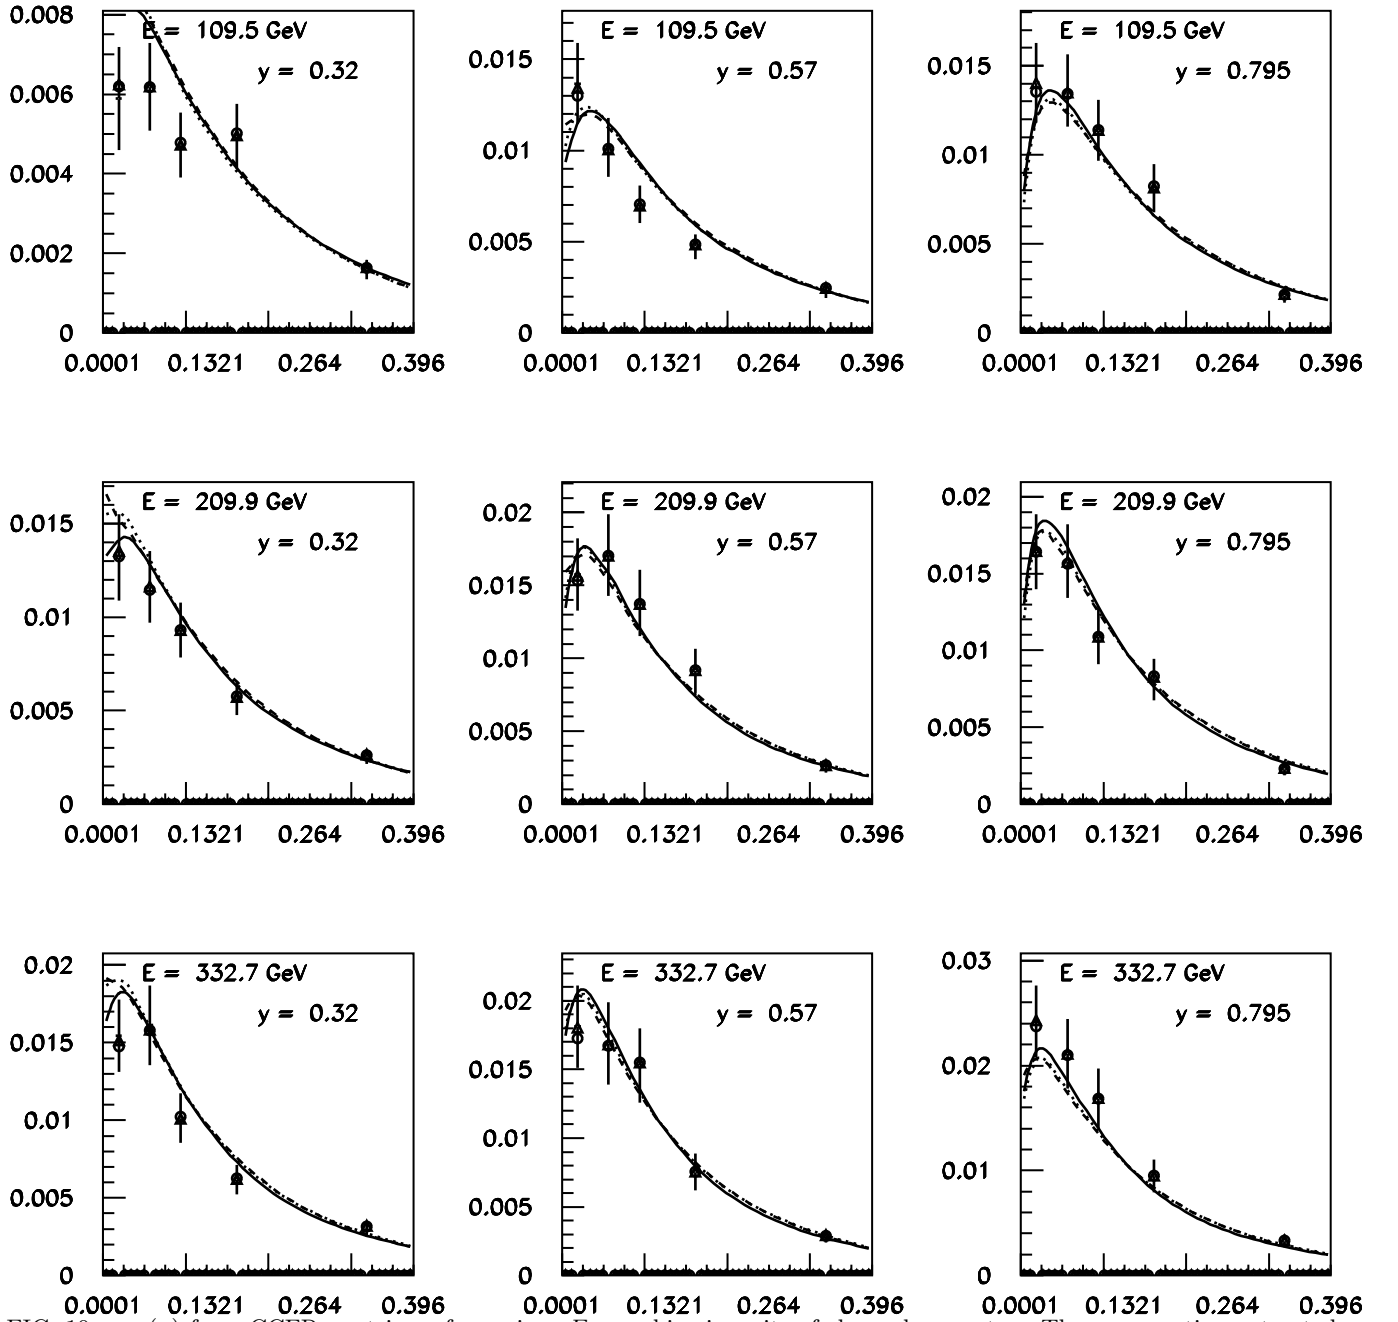 0.008
E = 109.5 GeV
y = 0.32
0.006
0.004
0.002
0
0.0001 0.1321 0.264 0.396
E = 109.5 GeV
0.015
y = 0.57
0.01
0.005
0
0.0001 0.1321 0.264 0.396
E = 109.5 GeV
0.015
y = 0.795
0.01
0.005
0
0.0001 0.1321 0.264 0.396
E = 209.9 GeV
0.015
y = 0.32
0.01
0.005
0
0.0001 0.1321 0.264 0.396
E = 209.9 GeV
0.02
y = 0.57
0.015
0.01
0.005
0
0.0001 0.1321 0.264 0.396
0.02
E = 209.9 GeV
y = 0.795
0.015
0.01
0.005
0
0.0001 0.1321 0.264 0.396
0.02
E = 332.7 GeV
y = 0.32
0.015
0.01
0.005
0
0.0001 0.1321 0.264 0.396
E = 332.7 GeV
0.02
y = 0.57
0.015
0.01
0.005
0
0.0001 0.1321 0.264 0.396
0.03
E = 332.7 GeV
y = 0.795
0.02
0.01
0
0.0001 0.1321 0.264 0.396